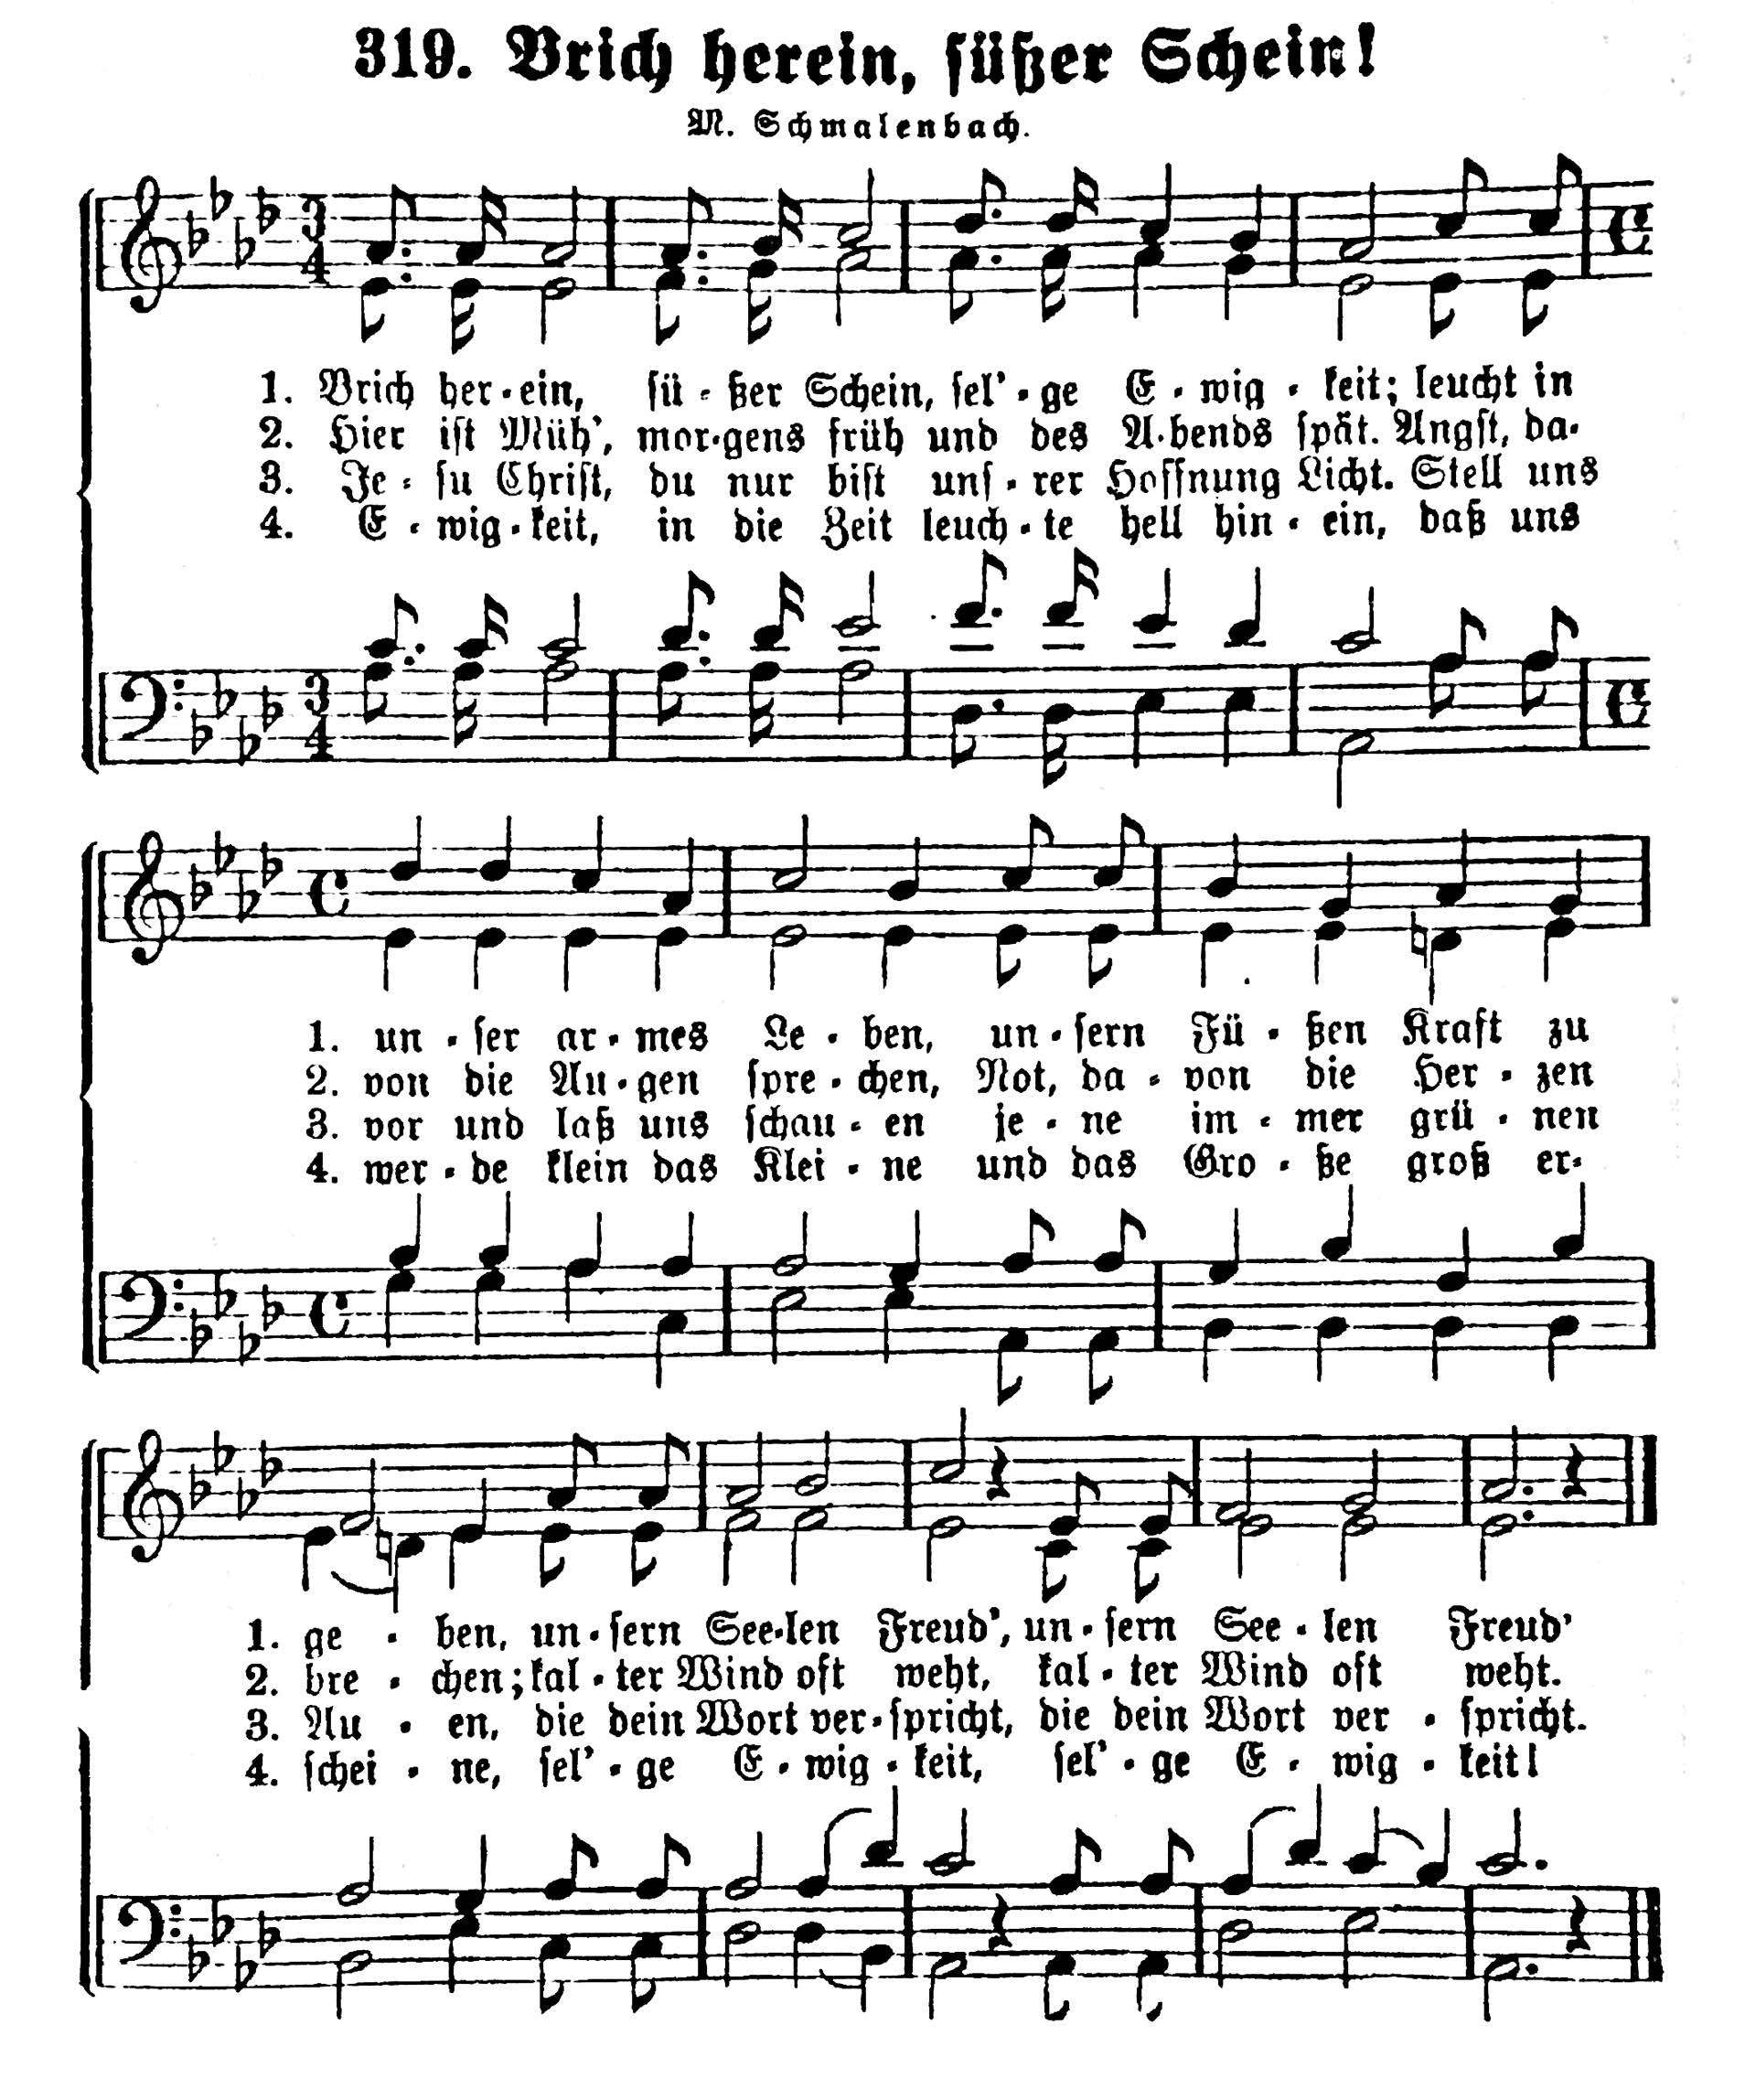 319. Brich herein, süßer Schein!
M. Schmalenbach.
3
4
1. Brich her-ein, sü-ßer Schein, sel'-ge E-wig-keit; leucht in
2. Hier ist Müh', mor-gens früh und des A-bends spät. Angst, da-
3. Je-su Christ, du nur bist uns-rer Hoffnung Licht. Stell uns
4. E-wig-keit, in die Zeit leuch-te hell hin-ein, daß uns
3
4
1. un-ser ar-mes Le-ben, un-sern Fü-ßen Kraft zu
2. von die Au-gen spre-chen, Not, da-von die Her-zen
3. vor und laß uns schau-en je-ne im-mer grü-nen
4. wer-de klein das Klei-ne und das Gro-ße groß er-
1. ge-ben, un-sern See-len Freud', un-sern See-len Freud'
2. bre-chen; kal-ter Wind oft weht, kal-ter Wind oft weht.
3. Au-en, die dein Wort ver-spricht, die dein Wort ver-spricht.
4. schei-ne, sel'-ge E-wig-keit, sel'-ge E-wig-keit!